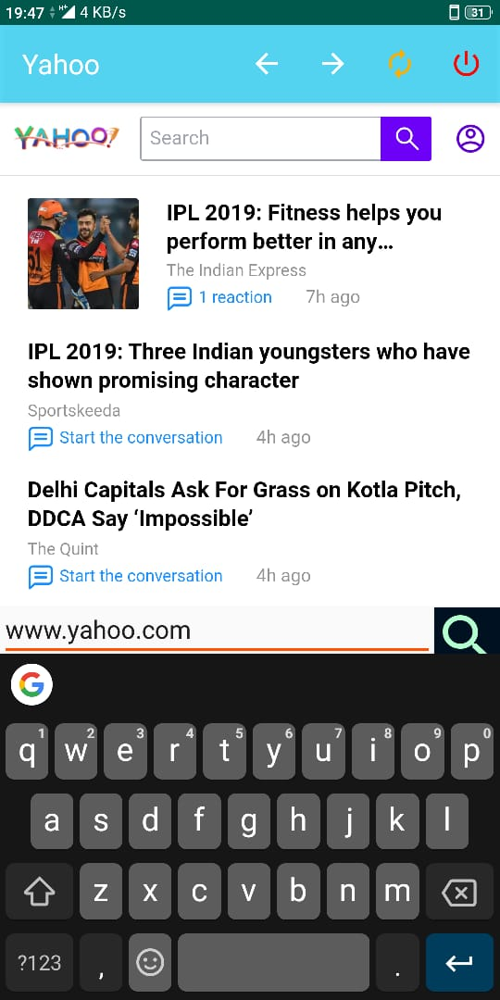 19:47 H+ 4 KB/s 31
Yahoo
YAHOO!
Search
IPL 2019: Fitness helps you
perform better in any...
The Indian Express
1 reaction 7h ago
IPL 2019: Three Indian youngsters who have
shown promising character
Sportskeeda
Start the conversation 4h ago
Delhi Capitals Ask For Grass on Kotla Pitch,
DDCA Say ‘Impossible’
The Quint
Start the conversation 4h ago
www.yahoo.com
G
1 2 3 4 5 6 7 8 9 0
q w e r t y u i o p
a s d f g h j k l
z x c v b n m
?123 , .